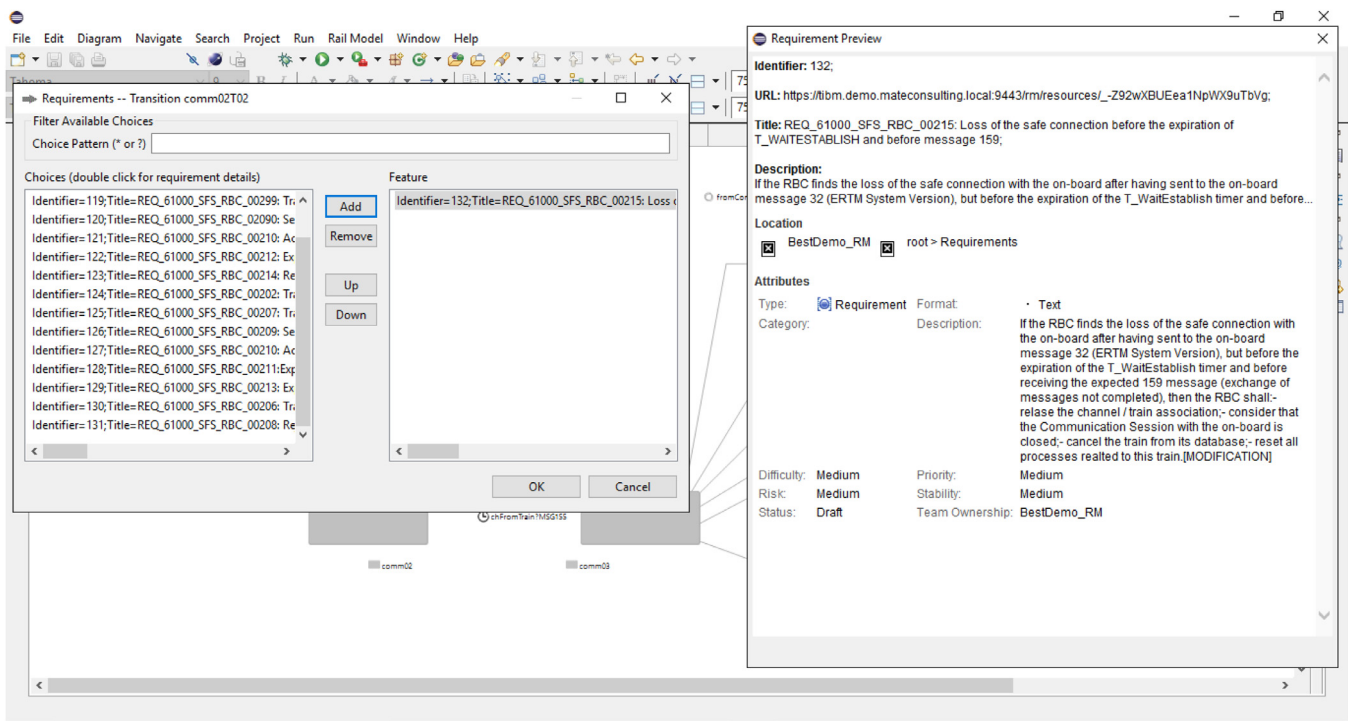 File Edit Diagram Navigate Search Project Run Rail Model Window Help
Requirements -- Transition comm02T02
Filter Available Choices
Choice Pattern (* or ?)
Choices (double click for requirement details)
Identifier=119;Title=REQ_61000_SFS_RBC_00299: Tra
Identifier=120;Title=REQ_61000_SFS_RBC_02090: Se
Identifier=121;Title=REQ_61000_SFS_RBC_00210: Ac
Identifier=122;Title=REQ_61000_SFS_RBC_00212: Ex
Identifier=123;Title=REQ_61000_SFS_RBC_00214: Re
Identifier=124;Title=REQ_61000_SFS_RBC_00202: Tra
Identifier=125;Title=REQ_61000_SFS_RBC_00207: Tra
Identifier=126;Title=REQ_61000_SFS_RBC_00209: Se
Identifier=127;Title=REQ_61000_SFS_RBC_00210: Ac
Identifier=128;Title=REQ_61000_SFS_RBC_00211:Exp
Identifier=129;Title=REQ_61000_SFS_RBC_00213: Ex
Identifier=130;Title=REQ_61000_SFS_RBC_00206: Tra
Identifier=131;Title=REQ_61000_SFS_RBC_00208: Re
Add
Remove
Up
Down
Feature
Identifier=132;Title=REQ_61000_SFS_RBC_00215: Loss c
OK Cancel
chFromTrain?MSG155
comm02
comm03
fromCor
Requirement Preview
Identifier: 132;
URL: https://tibm.demo.mateconsulting.local:9443/rm/resources/_-Z92wXBUEea1NpWX9uTbVg;
Title: REQ_61000_SFS_RBC_00215: Loss of the safe connection before the expiration of
T_WAITESTABLISH and before message 159;
Description:
If the RBC finds the loss of the safe connection with the on-board after having sent to the on-board
message 32 (ERTM System Version), but before the expiration of the T_WaitEstablish timer and before...
Location
BestDemo_RM root > Requirements
Attributes
Type: Requirement Format: · Text
Category: Description: If the RBC finds the loss of the safe connection with
the on-board after having sent to the on-board
message 32 (ERTM System Version), but before the
expiration of the T_WaitEstablish timer and before
receiving the expected 159 message (exchange of
messages not completed), then the RBC shall:-
relase the channel / train association;- consider that
the Communication Session with the on-board is
closed;- cancel the train from its database;- reset all
processes realted to this train.[MODIFICATION]
Difficulty: Medium Priority: Medium
Risk: Medium Stability: Medium
Status: Draft Team Ownership: BestDemo_RM